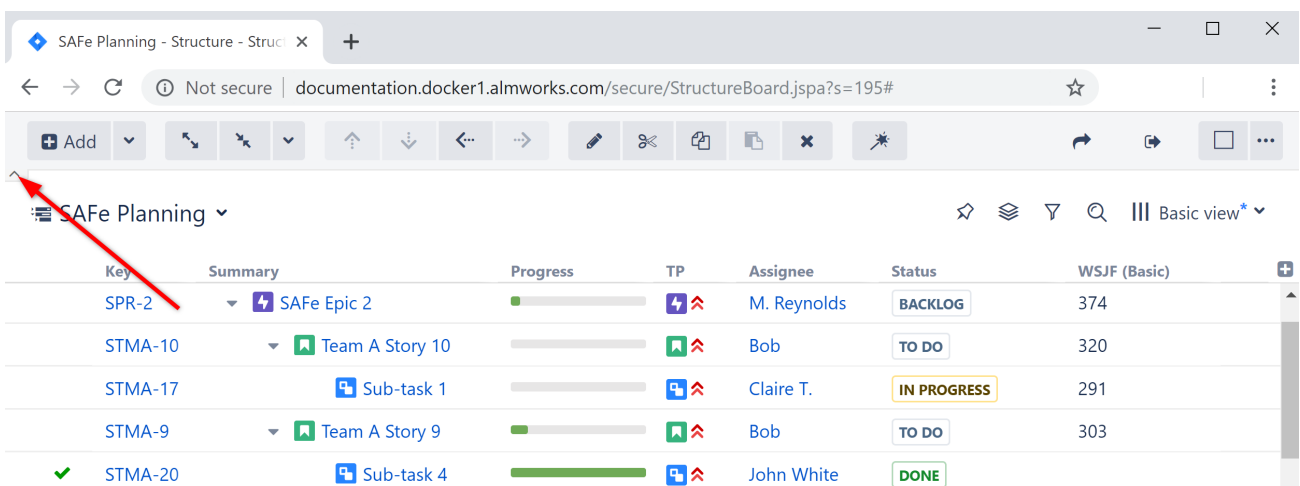 SAFe Planning - Structure - Struct
Not secure documentation.docker1.almworks.com/secure/StructureBoard.jspa?s=195#
Add
SAFe Planning
Basic view*
Key Summary Progress TP Assignee Status WSJF (Basic)
SPR-2 SAFe Epic 2 M. Reynolds BACKLOG 374
STMA-10 Team A Story 10 Bob TO DO 320
STMA-17 Sub-task 1 Claire T. IN PROGRESS 291
STMA-9 Team A Story 9 Bob TO DO 303
STMA-20 Sub-task 4 John White DONE